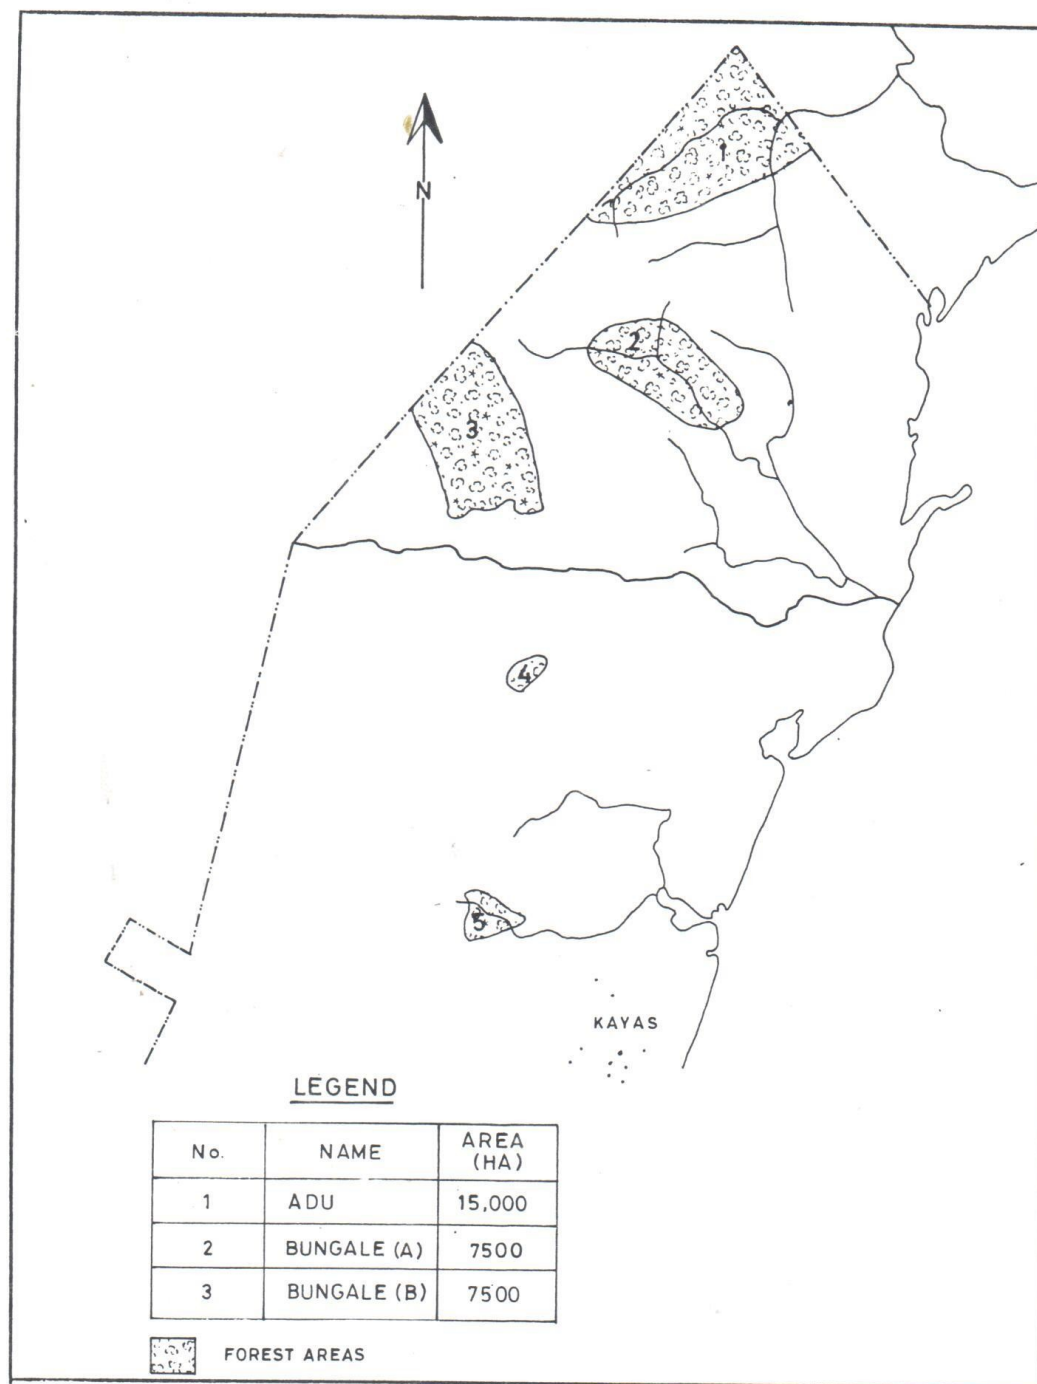 N
1
2
3
4
5
KAYAS
LEGEND
No. NAME AREA (HA)
1 ADU 15,000
2 BUNGALE (A) 7500
3 BUNGALE (B) 7500
FOREST AREAS